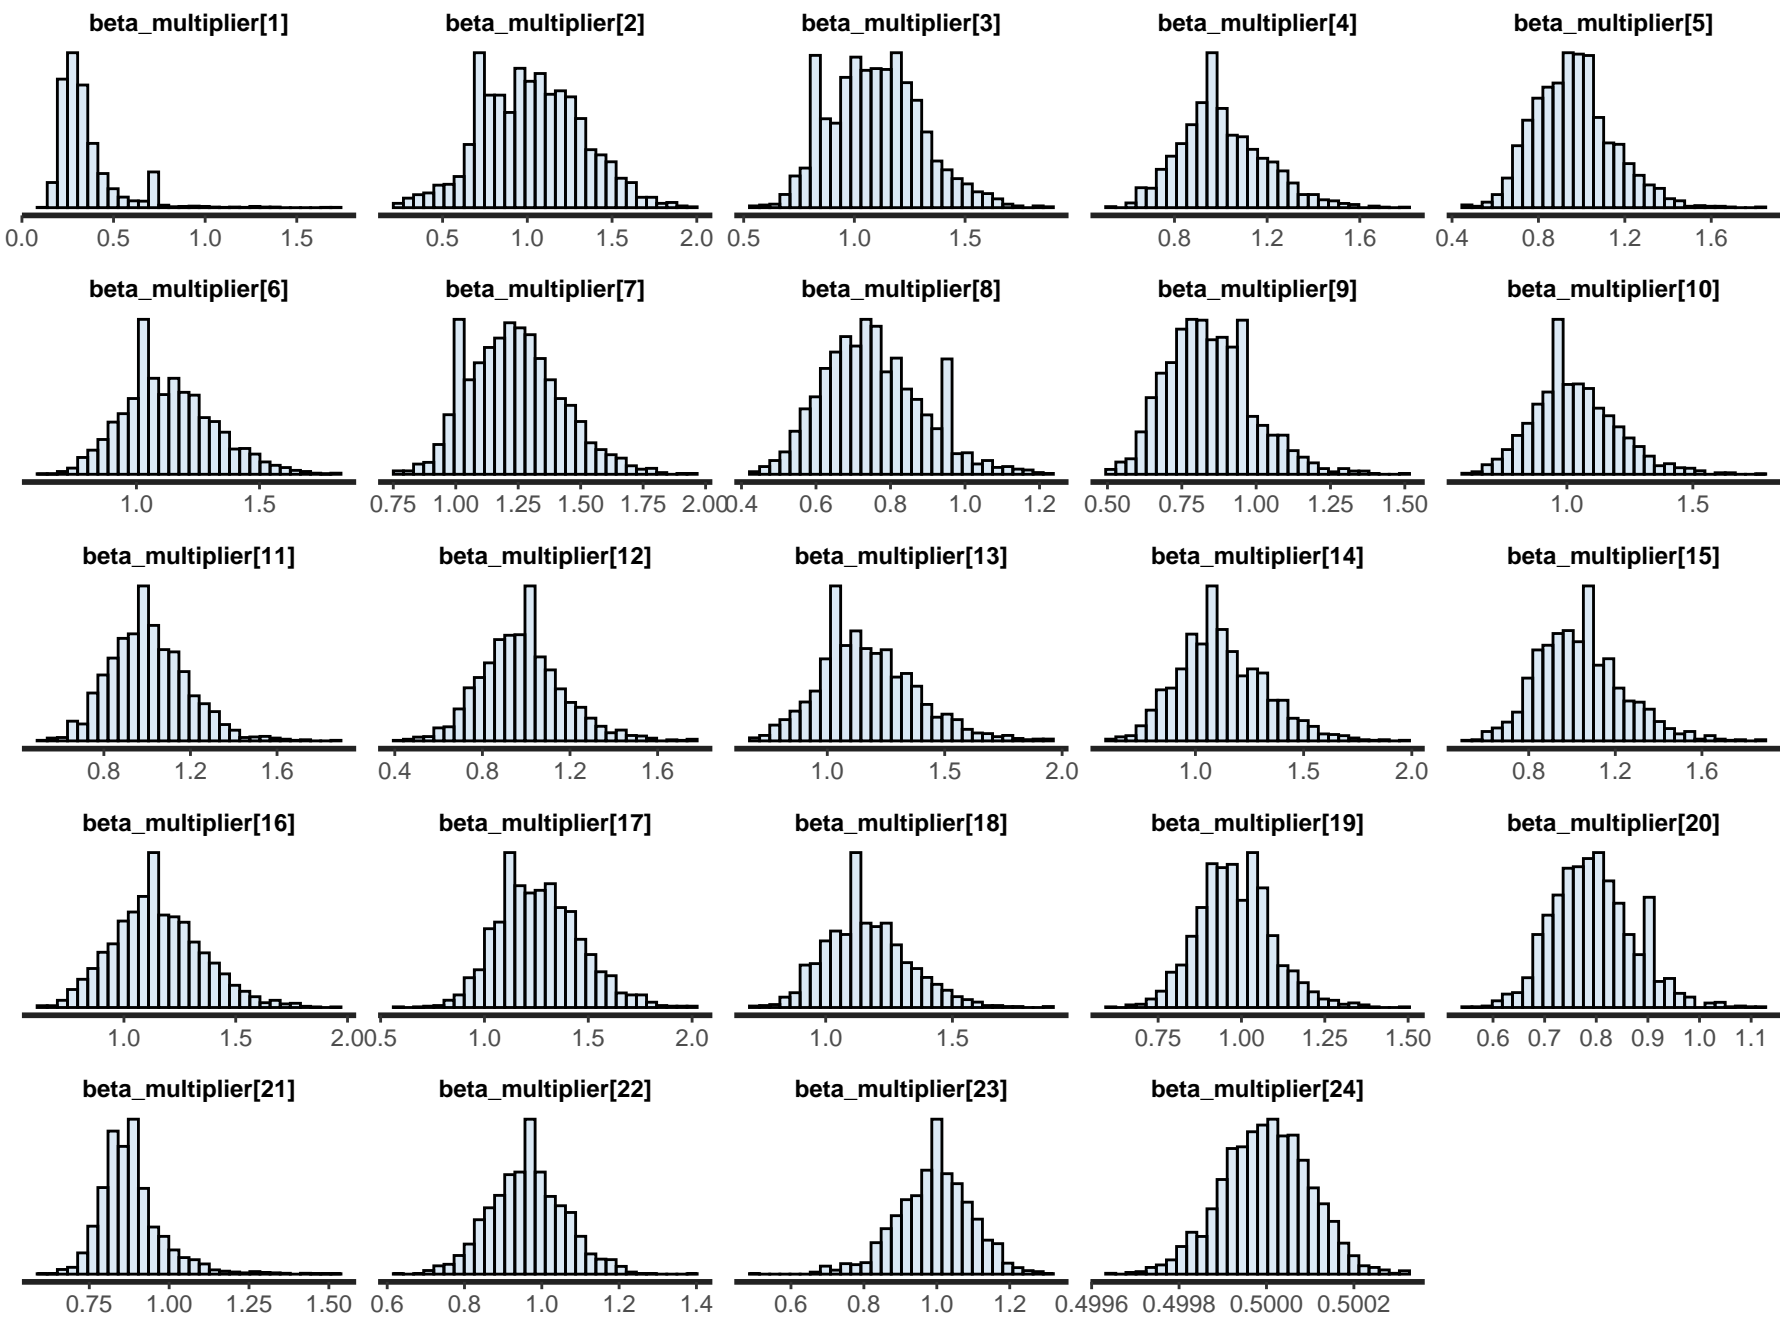 beta_multiplier[1] beta_multiplier[2] beta_multiplier[3] beta_multiplier[4] beta_multiplier[5]
0.0 0.5 1.0 1.5 0.5 1.0 1.5 2.0 0.5 1.0 1.5 0.8 1.2 1.6 0.4 0.8 1.2 1.6
beta_multiplier[6] beta_multiplier[7] beta_multiplier[8] beta_multiplier[9] beta_multiplier[10]
1.0 1.5 0.75 1.00 1.25 1.50 1.75 2.00 0.4 0.6 0.8 1.0 1.2 0.50 0.75 1.00 1.25 1.50 1.0 1.5
beta_multiplier[11] beta_multiplier[12] beta_multiplier[13] beta_multiplier[14] beta_multiplier[15]
0.8 1.2 1.6 0.4 0.8 1.2 1.6 1.0 1.5 2.0 1.0 1.5 2.0 0.8 1.2 1.6
beta_multiplier[16] beta_multiplier[17] beta_multiplier[18] beta_multiplier[19] beta_multiplier[20]
1.0 1.5 2.0 0.5 1.0 1.5 2.0 1.0 1.5 0.75 1.00 1.25 1.50 0.6 0.7 0.8 0.9 1.0 1.1
beta_multiplier[21] beta_multiplier[22] beta_multiplier[23] beta_multiplier[24]
0.75 1.00 1.25 1.50 0.6 0.8 1.0 1.2 1.4 0.6 0.8 1.0 1.2 0.4996 0.4998 0.5000 0.5002